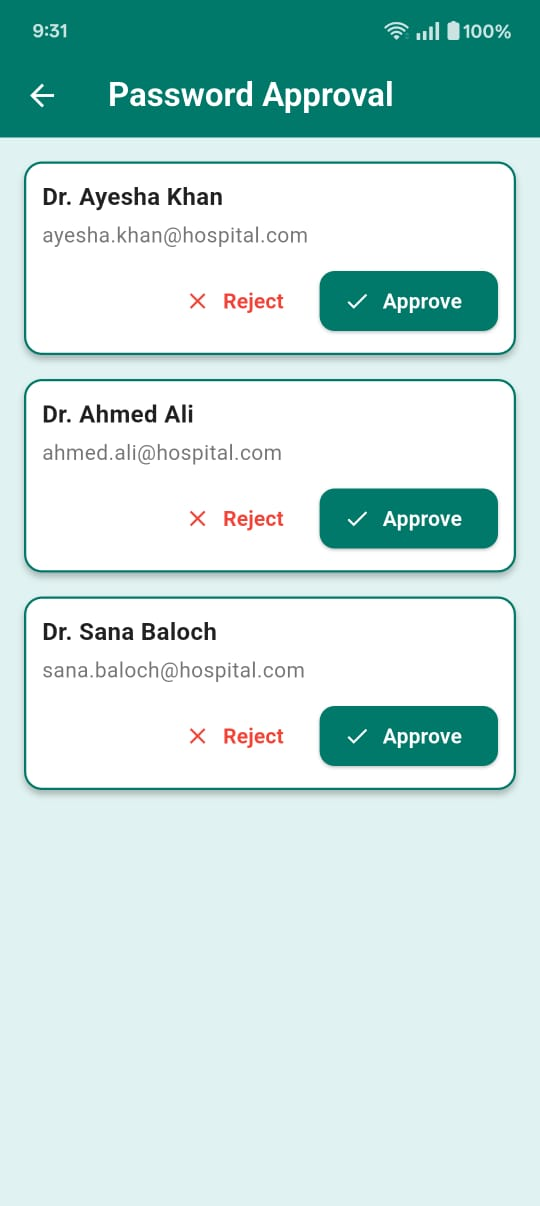 9:31 100%
Password Approval
Dr. Ayesha Khan
ayesha.khan@hospital.com
Reject Approve
Dr. Ahmed Ali
ahmed.ali@hospital.com
Reject Approve
Dr. Sana Baloch
sana.baloch@hospital.com
Reject Approve